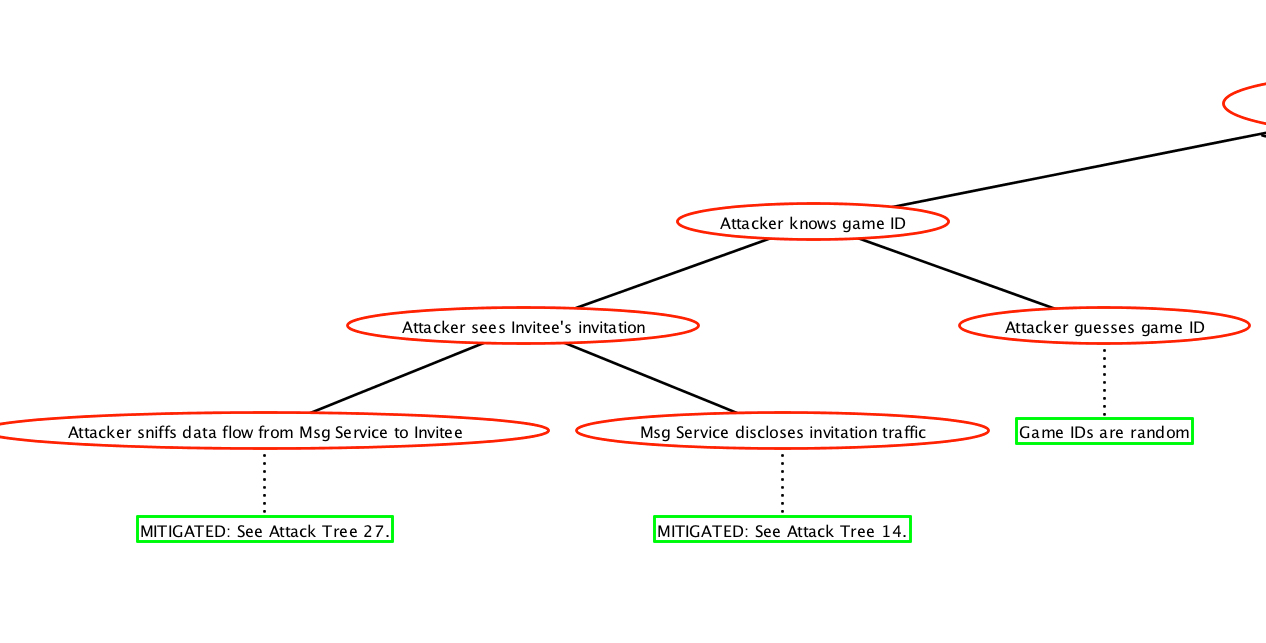 Attacker knows game ID
Attacker sees Invitee's invitation
Attacker guesses game ID
Attacker sniffs data flow from Msg Service to Invitee
Msg Service discloses invitation traffic
Game IDs are random
MITIGATED: See Attack Tree 27.
MITIGATED: See Attack Tree 14.